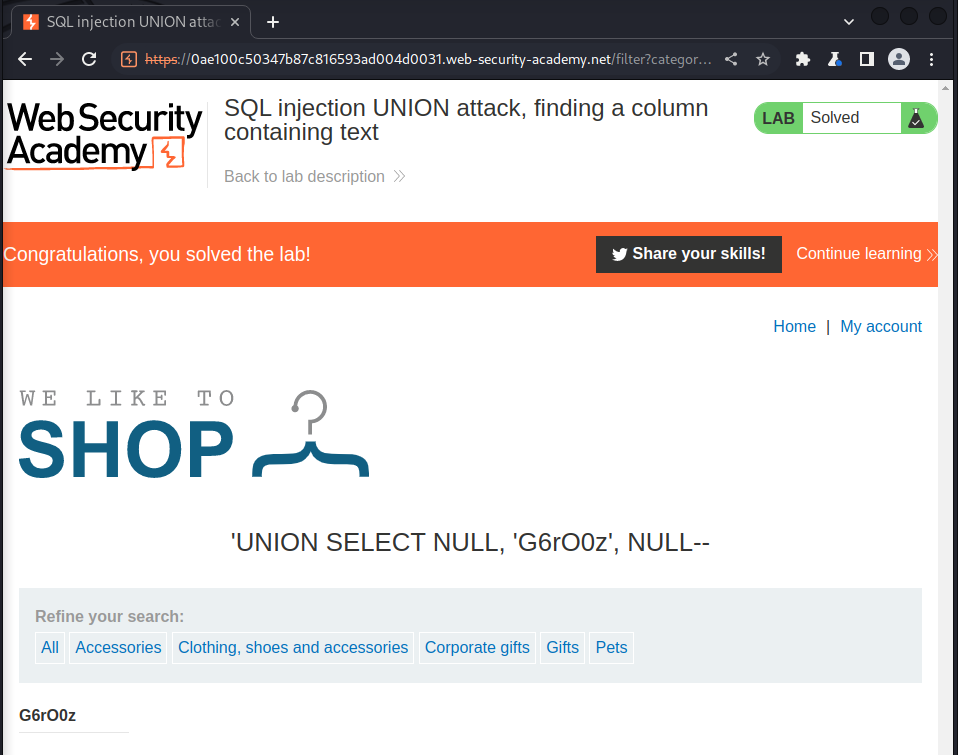 SQL injection UNION attac
https://0ae100c50347b87c816593ad004d0031.web-security-academy.net/filter?categor...
Web Security
Academy
SQL injection UNION attack, finding a column
containing text
Back to lab description
LAB Solved
Congratulations, you solved the lab!
Share your skills!
Continue learning
Home | My account
WE LIKE TO
SHOP
'UNION SELECT NULL, 'G6rO0z', NULL--
Refine your search:
All Accessories Clothing, shoes and accessories Corporate gifts Gifts Pets
G6rO0z